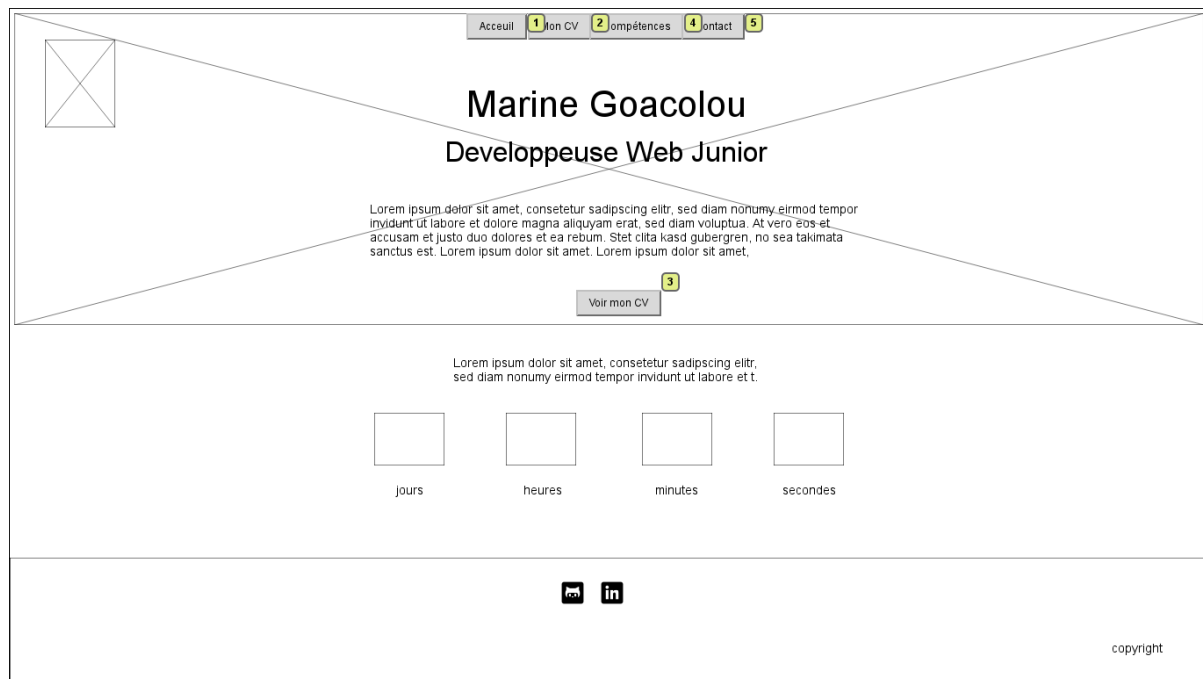 Acceuil 1 Mon CV 2 ompétences 4 ontact 5
Marine Goacolou
Developpeuse Web Junior
Lorem ipsum dolor sit amet, consetetur sadipscing elitr, sed diam nonumy eirmod tempor
invidunt ut labore et dolore magna aliquyam erat, sed diam voluptua. At vero eos et
accusam et justo duo dolores et ea rebum. Stet clita kasd gubergren, no sea takimata
sanctus est. Lorem ipsum dolor sit amet. Lorem ipsum dolor sit amet,
3
Voir mon CV
Lorem ipsum dolor sit amet, consetetur sadipscing elitr,
sed diam nonumy eirmod tempor invidunt ut labore et t.
jours heures minutes secondes
in
copyright